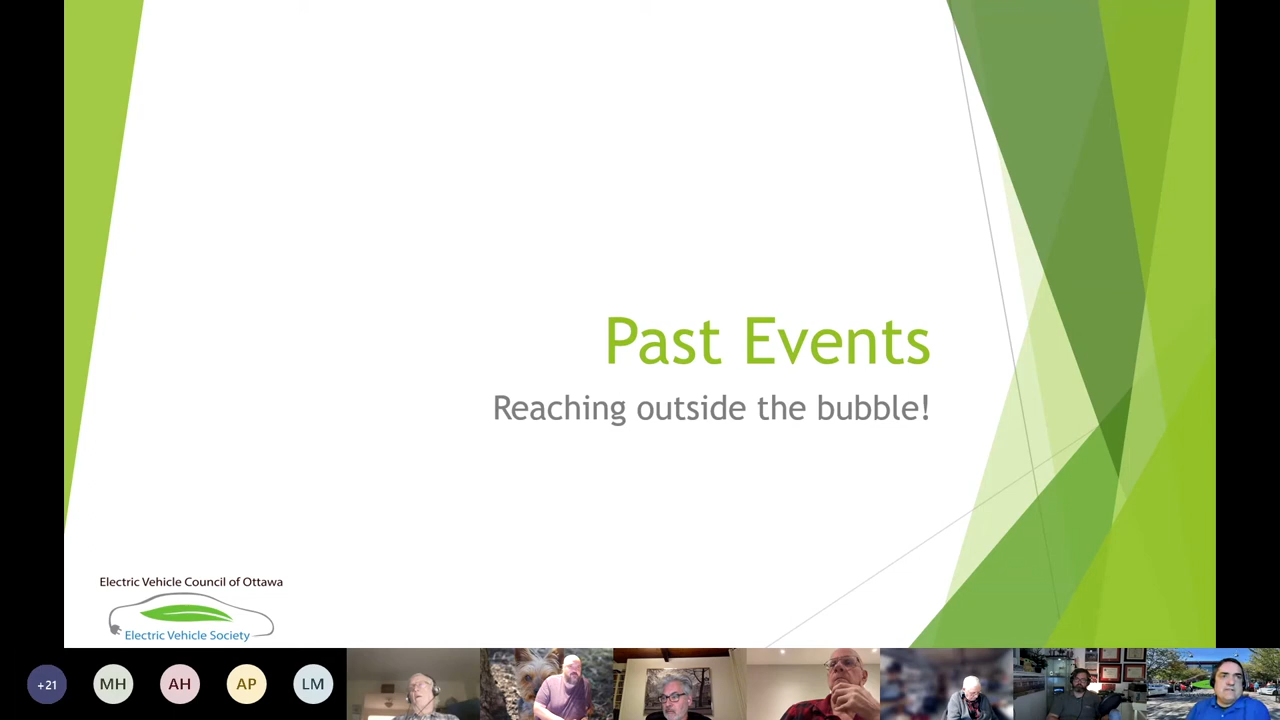 Past Events
Reaching outside the bubble!
Electric Vehicle Council of Ottawa
Electric Vehicle Society
+21
MH
AH
AP
LM